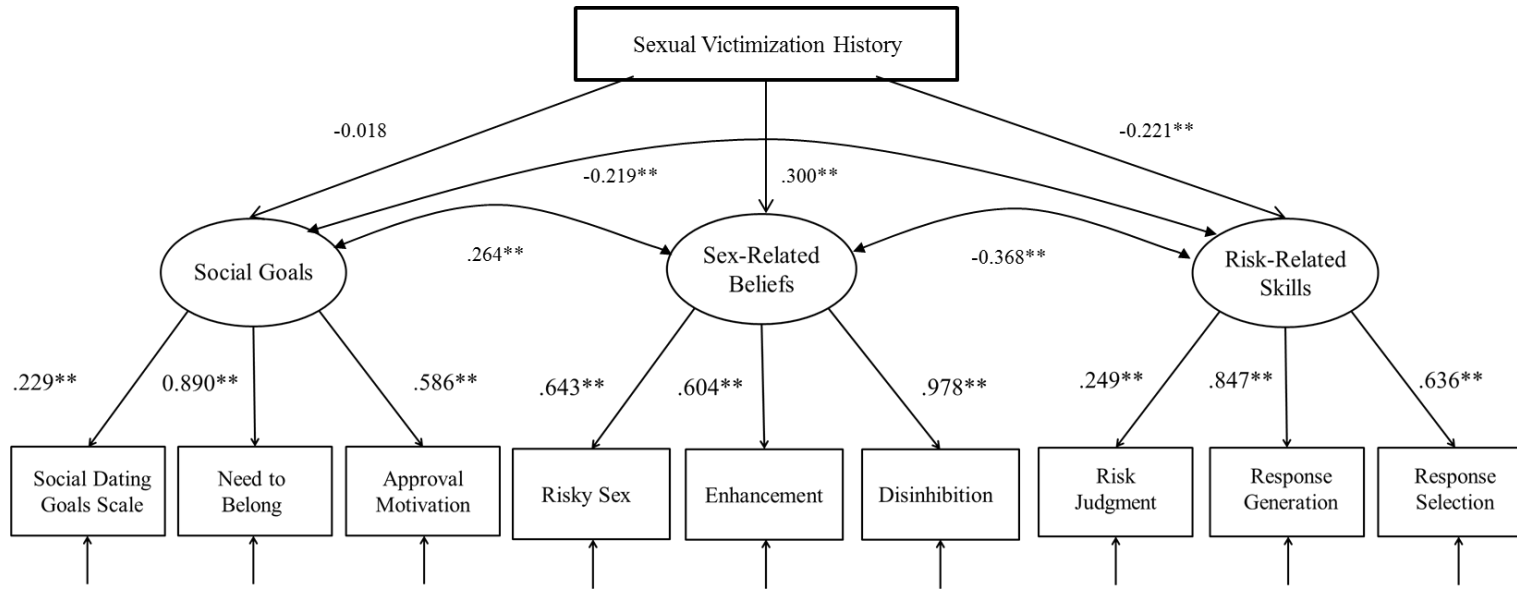 Sexual Victimization History
-0.018
-0.221**
-0.219**
.300**
.264**
-0.368**
Social Goals
Sex-Related
Beliefs
Risk-Related
Skills
.229**
0.890**
.586**
.643**
.604**
.978**
.249**
.847**
.636**
Social Dating
Goals Scale
Need to
Belong
Approval
Motivation
Risky Sex
Enhancement
Disinhibition
Risk
Judgment
Response
Generation
Response
Selection